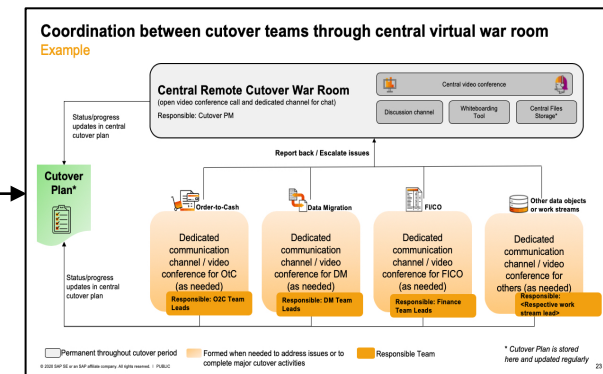 Coordination between cutover teams through central virtual war room
Example
Central Remote Cutover War Room
(open video conference call and dedicated channel for chat)
Responsible: Cutover PM
Central video conference
Discussion channel
Whiteboarding
Tool
Central Files
Storage*
Status/progress
updates in central
cutover plan
Report back / Escalate issues
Cutover
Plan*
Order-to-Cash
Data Migration
FI/CO
Other data objects
or work streams
Dedicated
communication
channel / video
conference for OtC
(as needed)
Responsible: O2C Team
Leads
Dedicated
communication
channel / video
conference for DM
(as needed)
Responsible: DM Team
Leads
Dedicated
communication
channel / video
conference for FICO
(as needed)
Responsible: Finance
Team Leads
Dedicated
communication
channel / video
conference for
others (as needed)
Responsible:
<Respective work
stream lead>
Status/progress
updates in central
cutover plan
Permanent throughout cutover period
Formed when needed to address issues or to
complete major cutover activities
Responsible Team
* Cutover Plan is stored
here and updated regularly
© 2020 SAP SE or an SAP affiliate company. All rights reserved. I PUBLIC
23